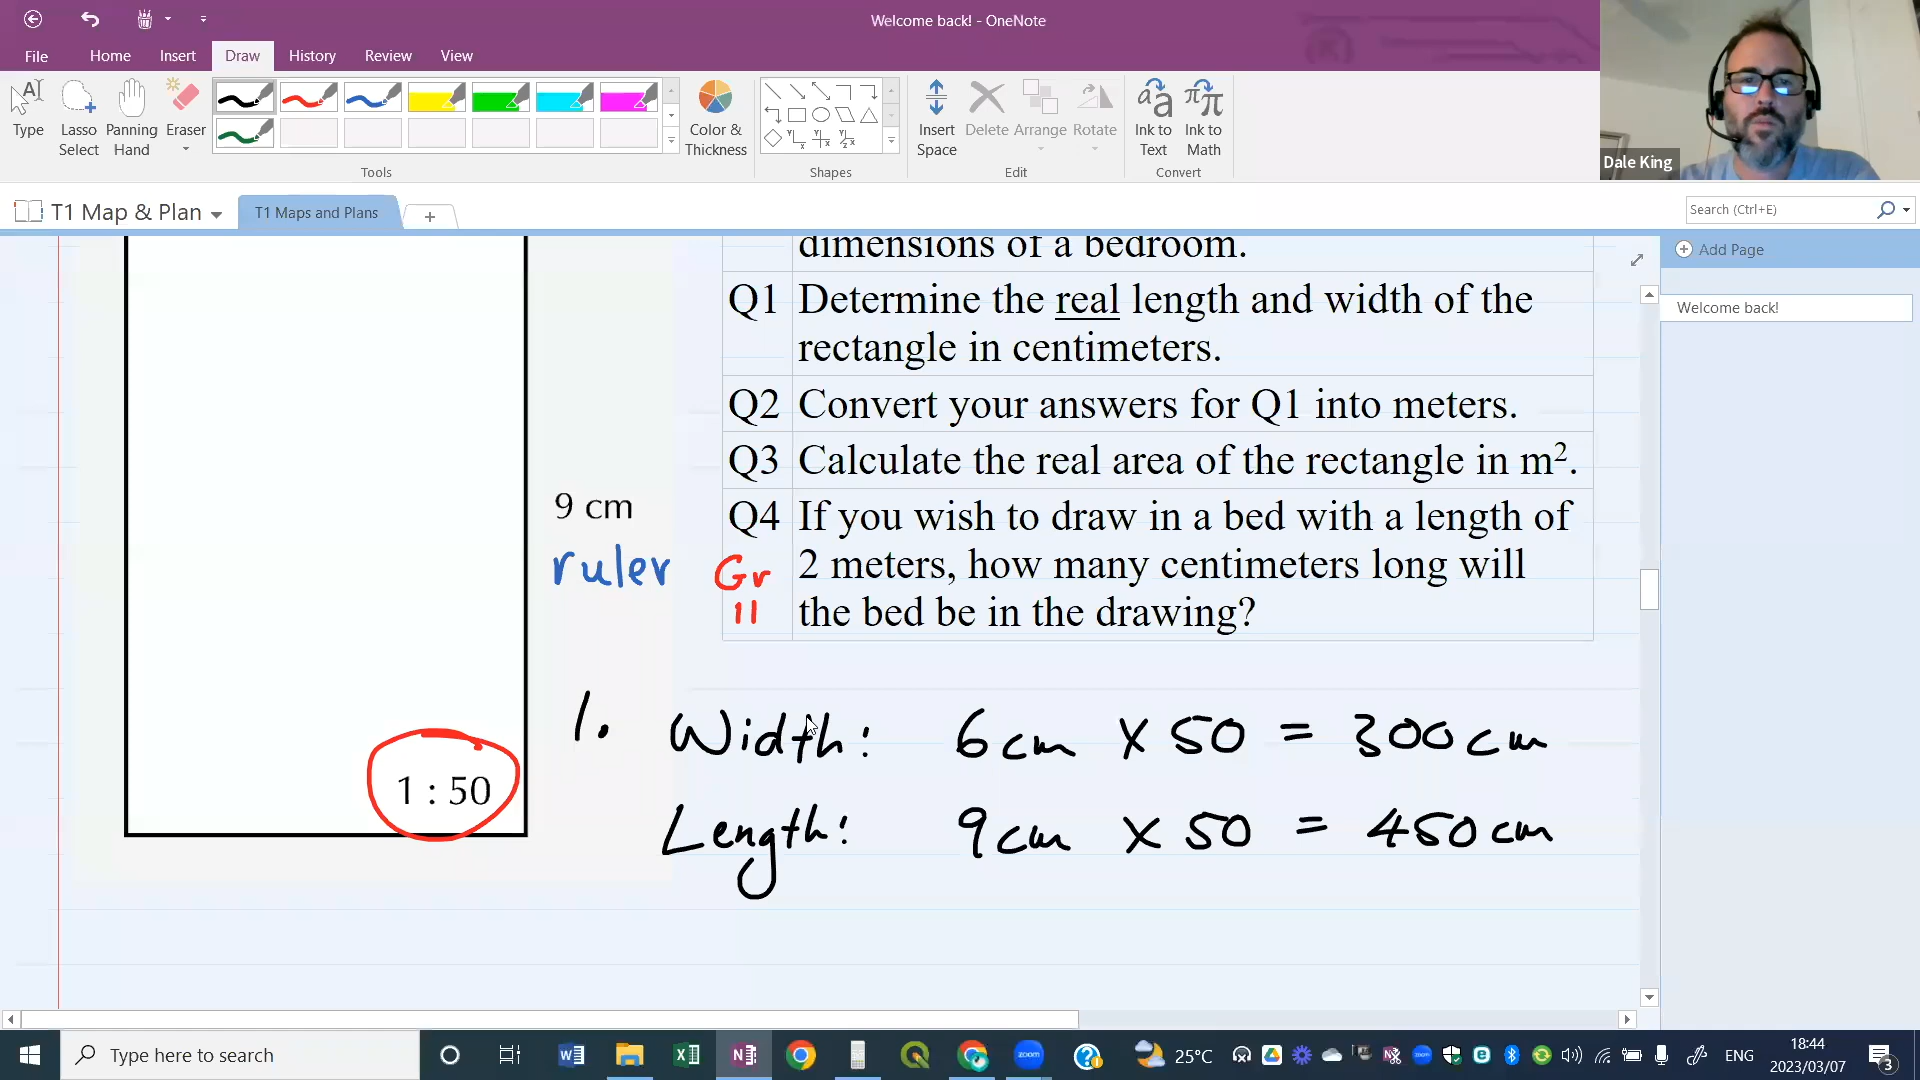 Welcome back! - OneNote
File Home Insert Draw History Review View
Type Lasso Select Panning Hand Eraser Color & Thickness Insert Space Delete Arrange Rotate Ink to Text Ink to Math
Tools Shapes Edit Convert
Dale King
T1 Map & Plan T1 Maps and Plans +
Search (Ctrl+E)
Add Page
Welcome back!
dimensions of a bedroom.
Q1 Determine the real length and width of the
rectangle in centimeters.
Q2 Convert your answers for Q1 into meters.
Q3 Calculate the real area of the rectangle in m².
Q4 If you wish to draw in a bed with a length of
2 meters, how many centimeters long will
the bed be in the drawing?
Gr
11
9 cm
ruler
1 : 50
1. Width: 6cm x 50 = 300cm
Length: 9cm x 50 = 450cm
Type here to search
25°C
ENG
18:44
2023/03/07
3